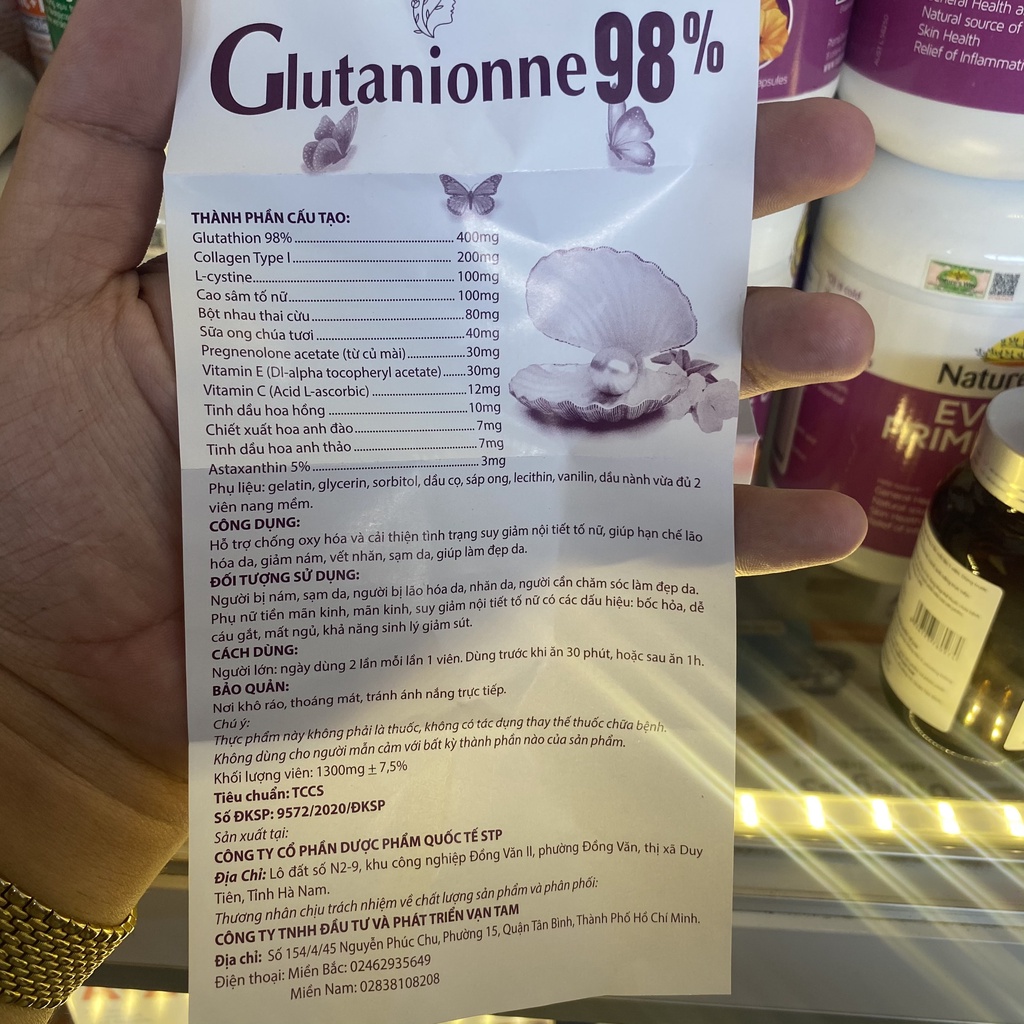 Glutanionne 98%
THÀNH PHẦN CẤU TẠO:
Glutathion 98%.......................................... 400mg
Collagen Type I.......................................... 200mg
L-cystine.......................................... 100mg
Cao sâm tố nữ.......................................... 100mg
Bột nhau thai cừu.......................................... 80mg
Sữa ong chúa tươi.......................................... 40mg
Pregnenolone acetate (từ củ mài)............... 30mg
Vitamin E (Dl-alpha tocopheryl acetate).......30mg
Vitamin C (Acid L-ascorbic) ......................... 12mg
Tinh dầu hoa hồng .......................................... 10mg
Chiết xuất hoa anh đào................................. 7mg
Tinh dầu hoa anh thảo ................................. 7mg
Astaxanthin 5%.......................................... 3mg
Phụ liệu: gelatin, glycerin, sorbitol, dầu cọ, sáp ong, lecithin, vanilin, dầu nành vừa đủ 2
viên nang mềm.
CÔNG DỤNG:
Hỗ trợ chống oxy hóa và cải thiện tình trạng suy giảm nội tiết tố nữ, giúp hạn chế lão
hóa da, giảm nám, vết nhăn, sạm da, giúp làm đẹp da.
ĐỐI TƯỢNG SỬ DỤNG:
Người bị nám, sạm da, người bị lão hóa da, nhăn da, người cần chăm sóc làm đẹp da.
Phụ nữ tiền mãn kinh, mãn kinh, suy giảm nội tiết tố nữ có các dấu hiệu: bốc hỏa, dễ
cáu gắt, mất ngủ, khả năng sinh lý giảm sút.
CÁCH DÙNG:
Người lớn: ngày dùng 2 lần mỗi lần 1 viên. Dùng trước khi ăn 30 phút, hoặc sau ăn 1h.
BẢO QUẢN:
Nơi khô ráo, thoáng mát, tránh ánh nắng trực tiếp.
Chú ý:
Thực phẩm này không phải là thuốc, không có tác dụng thay thế thuốc chữa bệnh.
Không dùng cho người mẫn cảm với bất kỳ thành phần nào của sản phẩm.
Khối lượng viên: 1300mg ± 7,5%
Tiêu chuẩn: TCCS
Số ĐKSP: 9572/2020/ĐKSP
Sản xuất tại:
CÔNG TY CỔ PHẦN DƯỢC PHẨM QUỐC TẾ STP
Địa Chỉ: Lô đất số N2-9, khu công nghiệp Đồng Văn II, phường Đồng Văn, thị xã Duy
Tiên, Tỉnh Hà Nam.
Thương nhân chịu trách nhiệm về chất lượng sản phẩm và phân phối:
CÔNG TY TNHH ĐẦU TƯ VÀ PHÁT TRIỂN VẠN TAM
Địa chỉ: Số 154/4/45 Nguyễn Phúc Chu, Phường 15, Quận Tân Bình, Thành Phố Hồ Chí Minh.
Điện thoại: Miền Bắc: 02462935649
Miền Nam: 02838108208
Natural source of
Skin Health
Nature